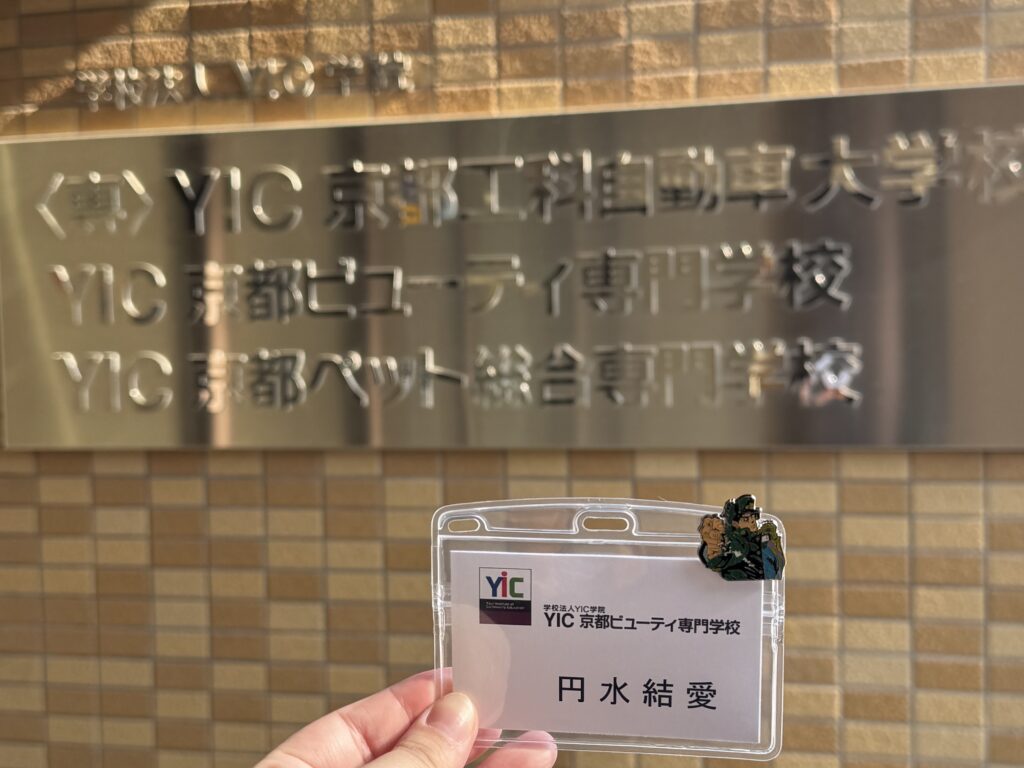 学校法人 YIC 学院
〈専〉YIC 京都工科自動車大学校
YIC 京都ビューティ専門学校
YIC 京都ペット総合専門学校
YIC
学校法人YIC学院
YIC 京都ビューティ専門学校
円水結愛